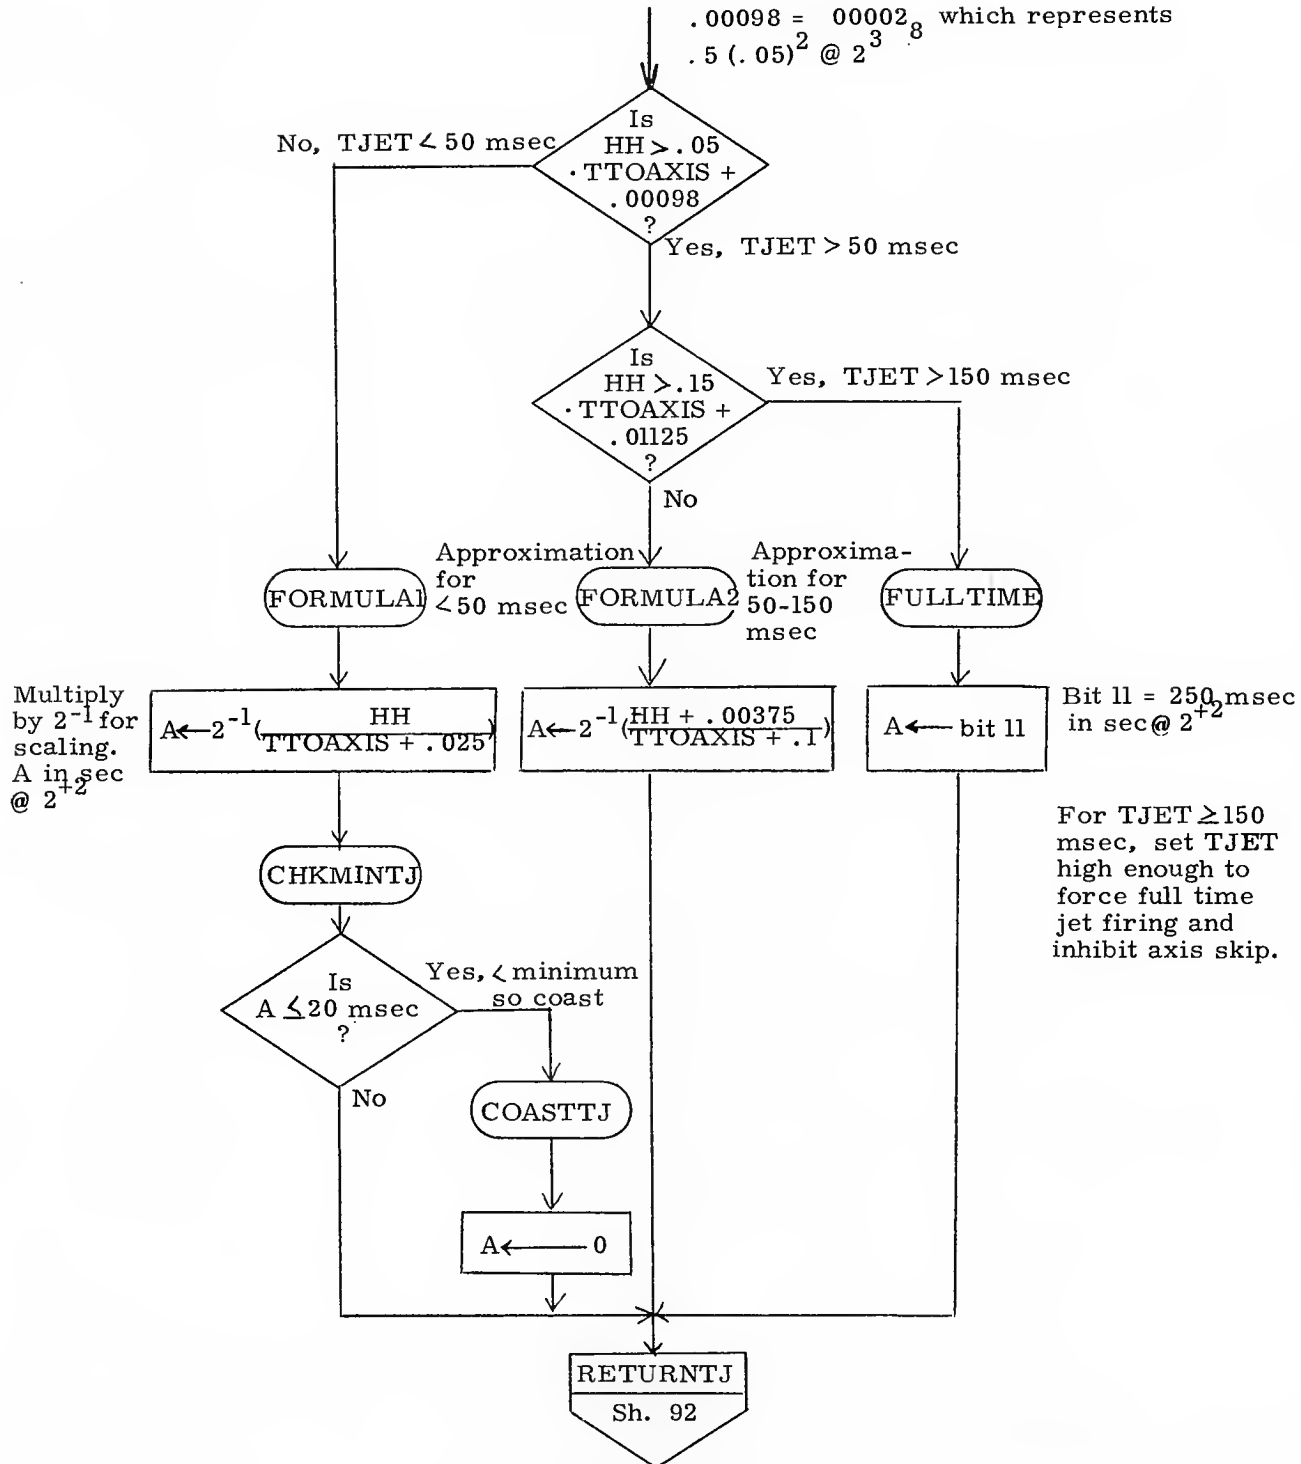 .00098 = 00002₈ which represents
.5 (.05)² @ 2³
Is
HH > .05
· TTOAXIS +
.00098
?
No, TJET < 50 msec
Yes, TJET > 50 msec
Is
HH > .15
· TTOAXIS +
.01125
?
Yes, TJET > 150 msec
No
FORMULA1
Approximation
for
< 50 msec
FORMULA2
Approxima-
tion for
50-150
msec
FULLTIME
Multiply
by 2⁻¹ for
scaling.
A in sec
@ 2⁺²
A ← 2⁻¹ (HH / TTOAXIS + .025)
A ← 2⁻¹ (HH + .00375 / TTOAXIS + .1)
A ← bit 11
Bit 11 = 250 msec
in sec @ 2⁺²
For TJET ≥ 150
msec, set TJET
high enough to
force full time
jet firing and
inhibit axis skip.
CHKMINTJ
Is
A ≤ 20 msec
?
Yes, < minimum
so coast
No
COASTTJ
A ← 0
RETURNTJ
Sh. 92